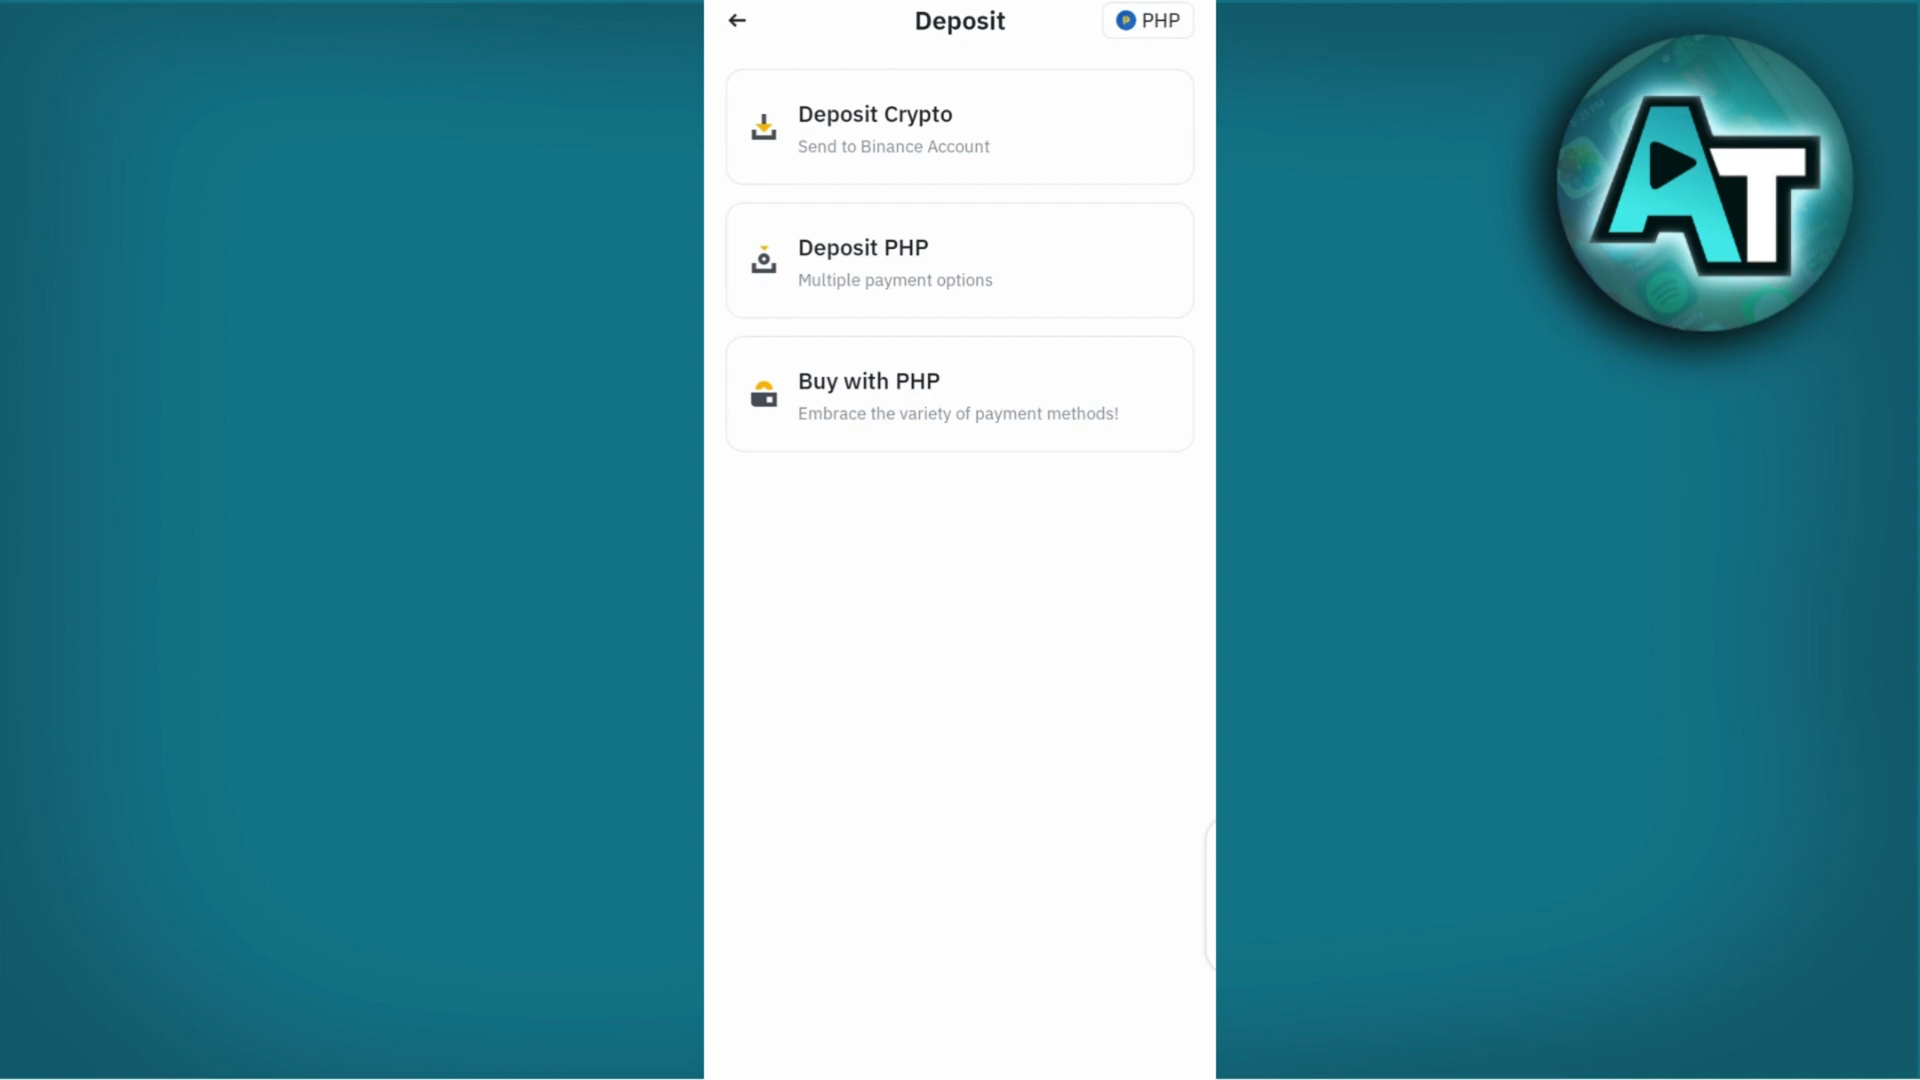 Deposit
PHP
Deposit Crypto
Send to Binance Account
Deposit PHP
Multiple payment options
Buy with PHP
Embrace the variety of payment methods!
AT